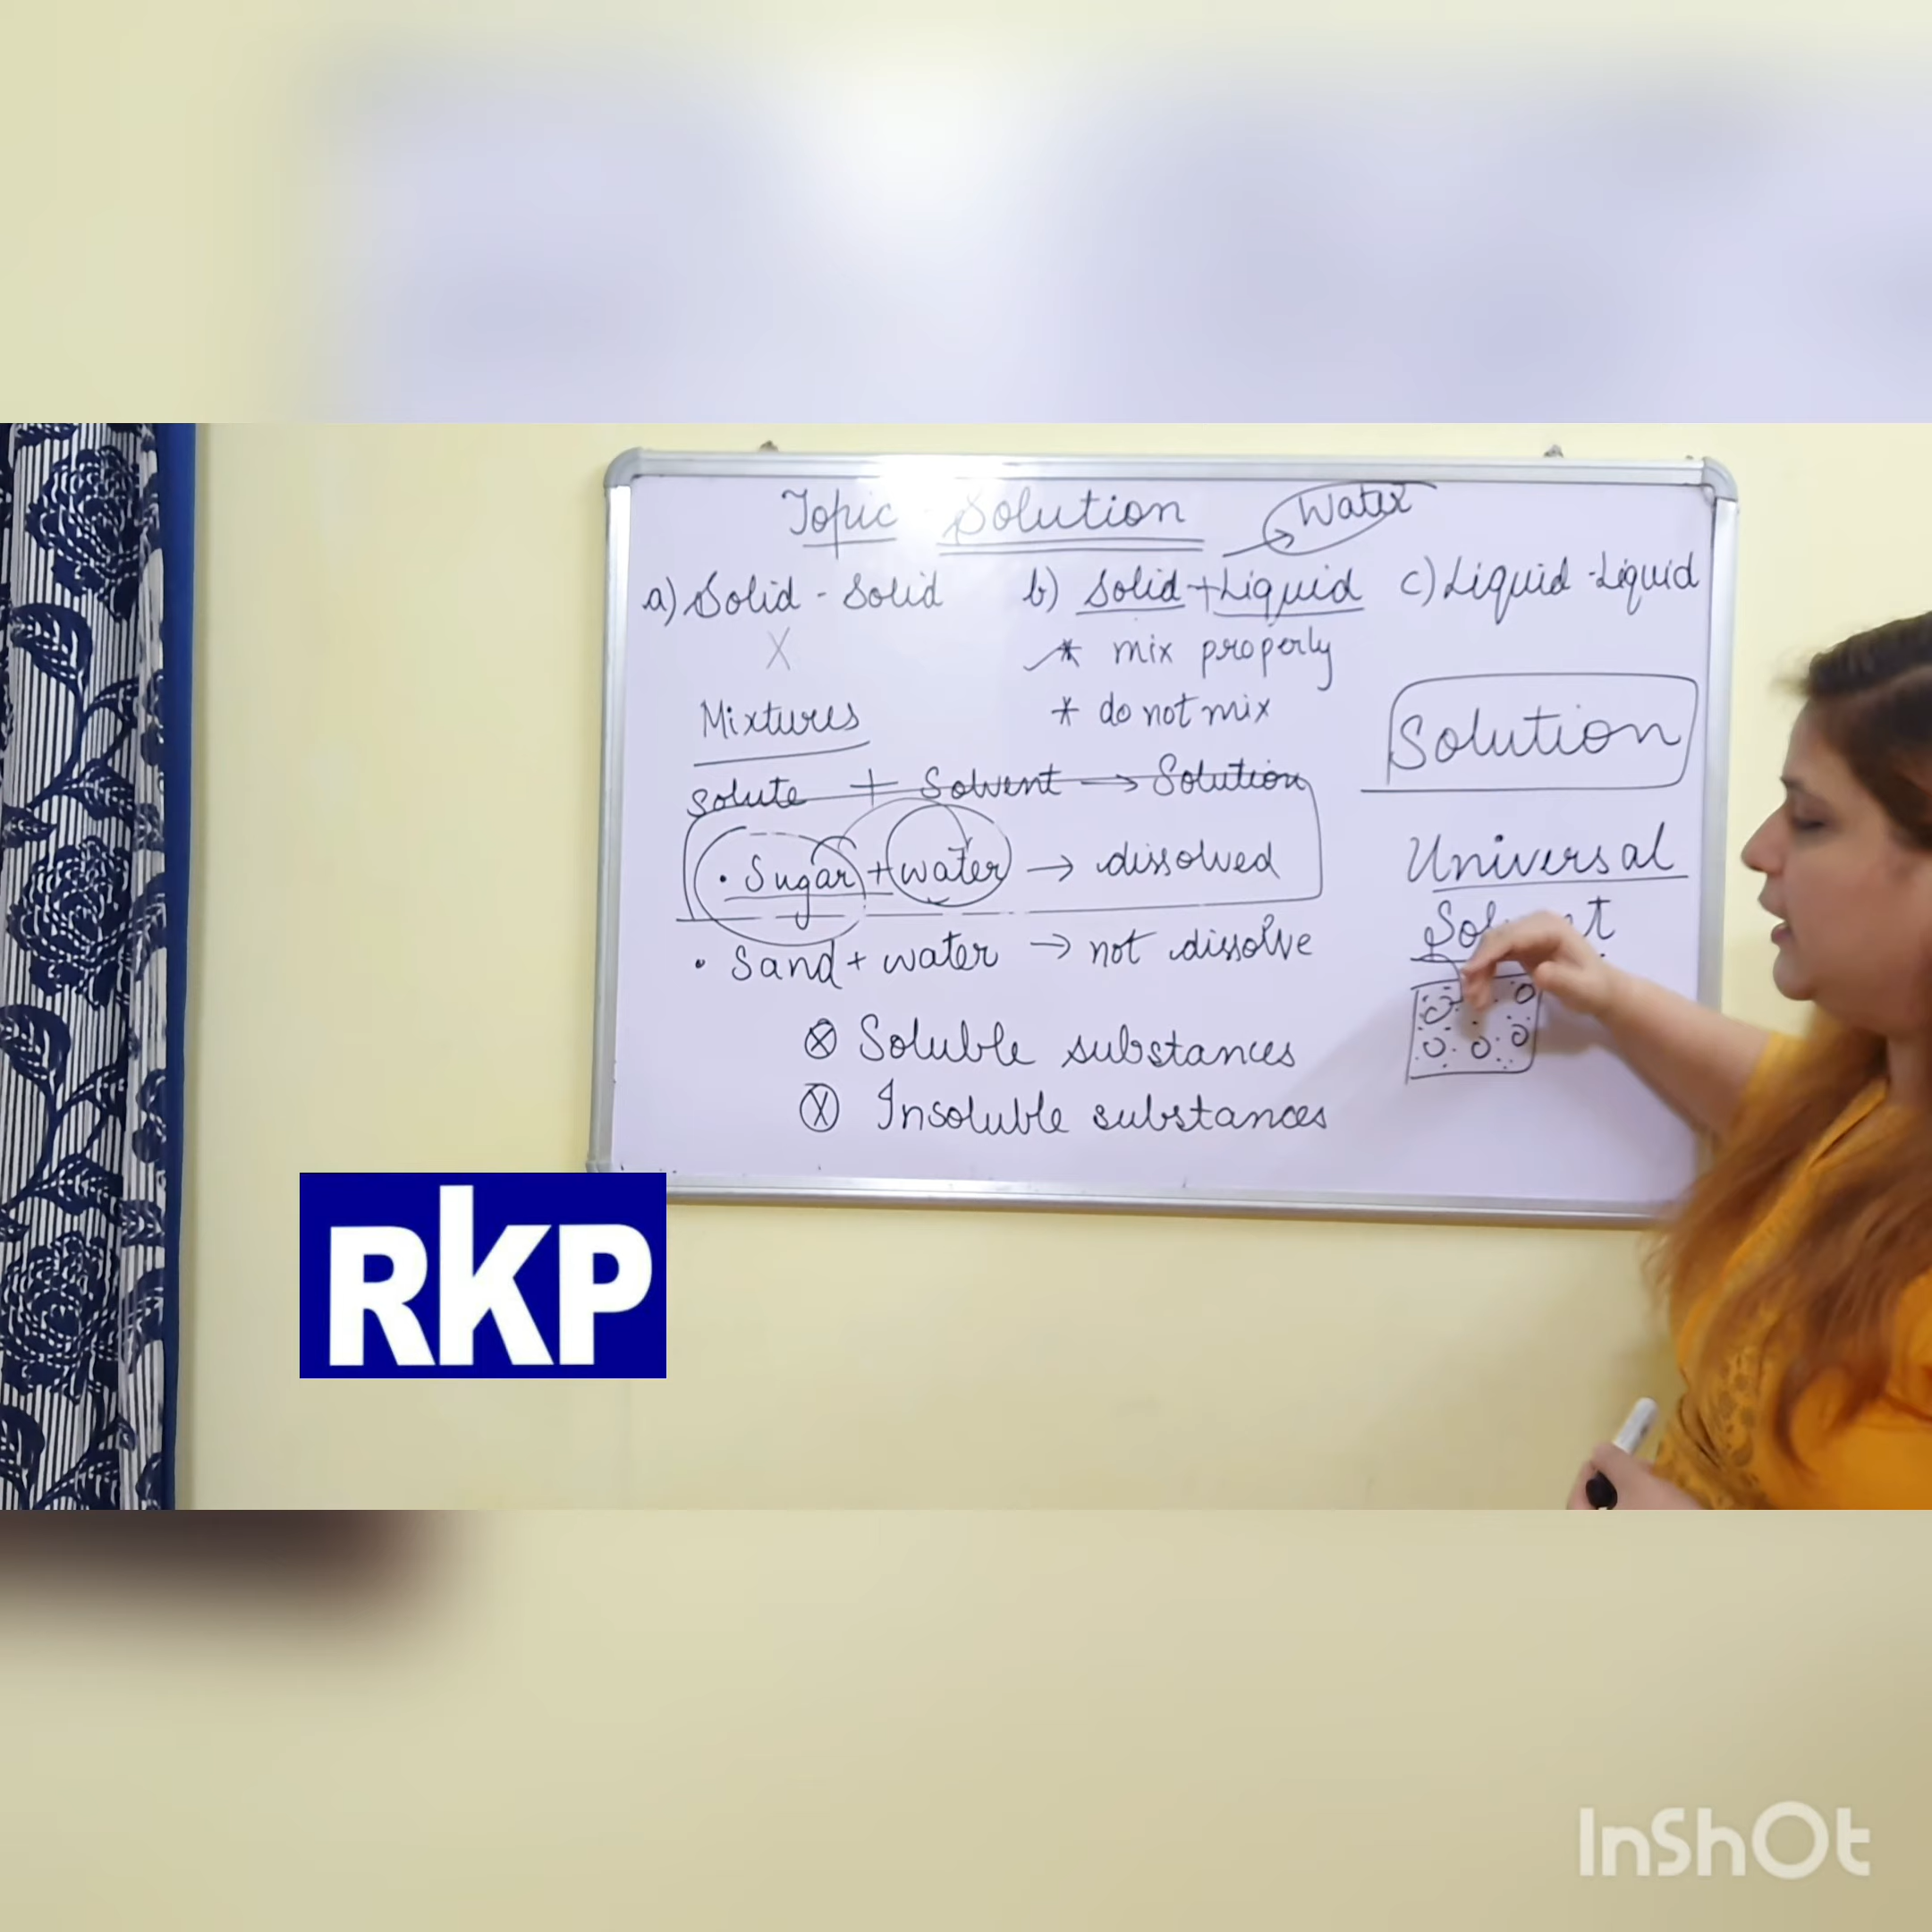 Topic Solution
Water
a) Solid - Solid
b) Solid + Liquid
c) Liquid - Liquid
X
* mix properly
* do not mix
Mixtures
Solution
Solute + Solvent → Solution
• Sugar + water → dissolved
• Sand + water → not dissolve
Universal
⊗ Soluble substances
⊗ Insoluble substances
RKP
InShOt